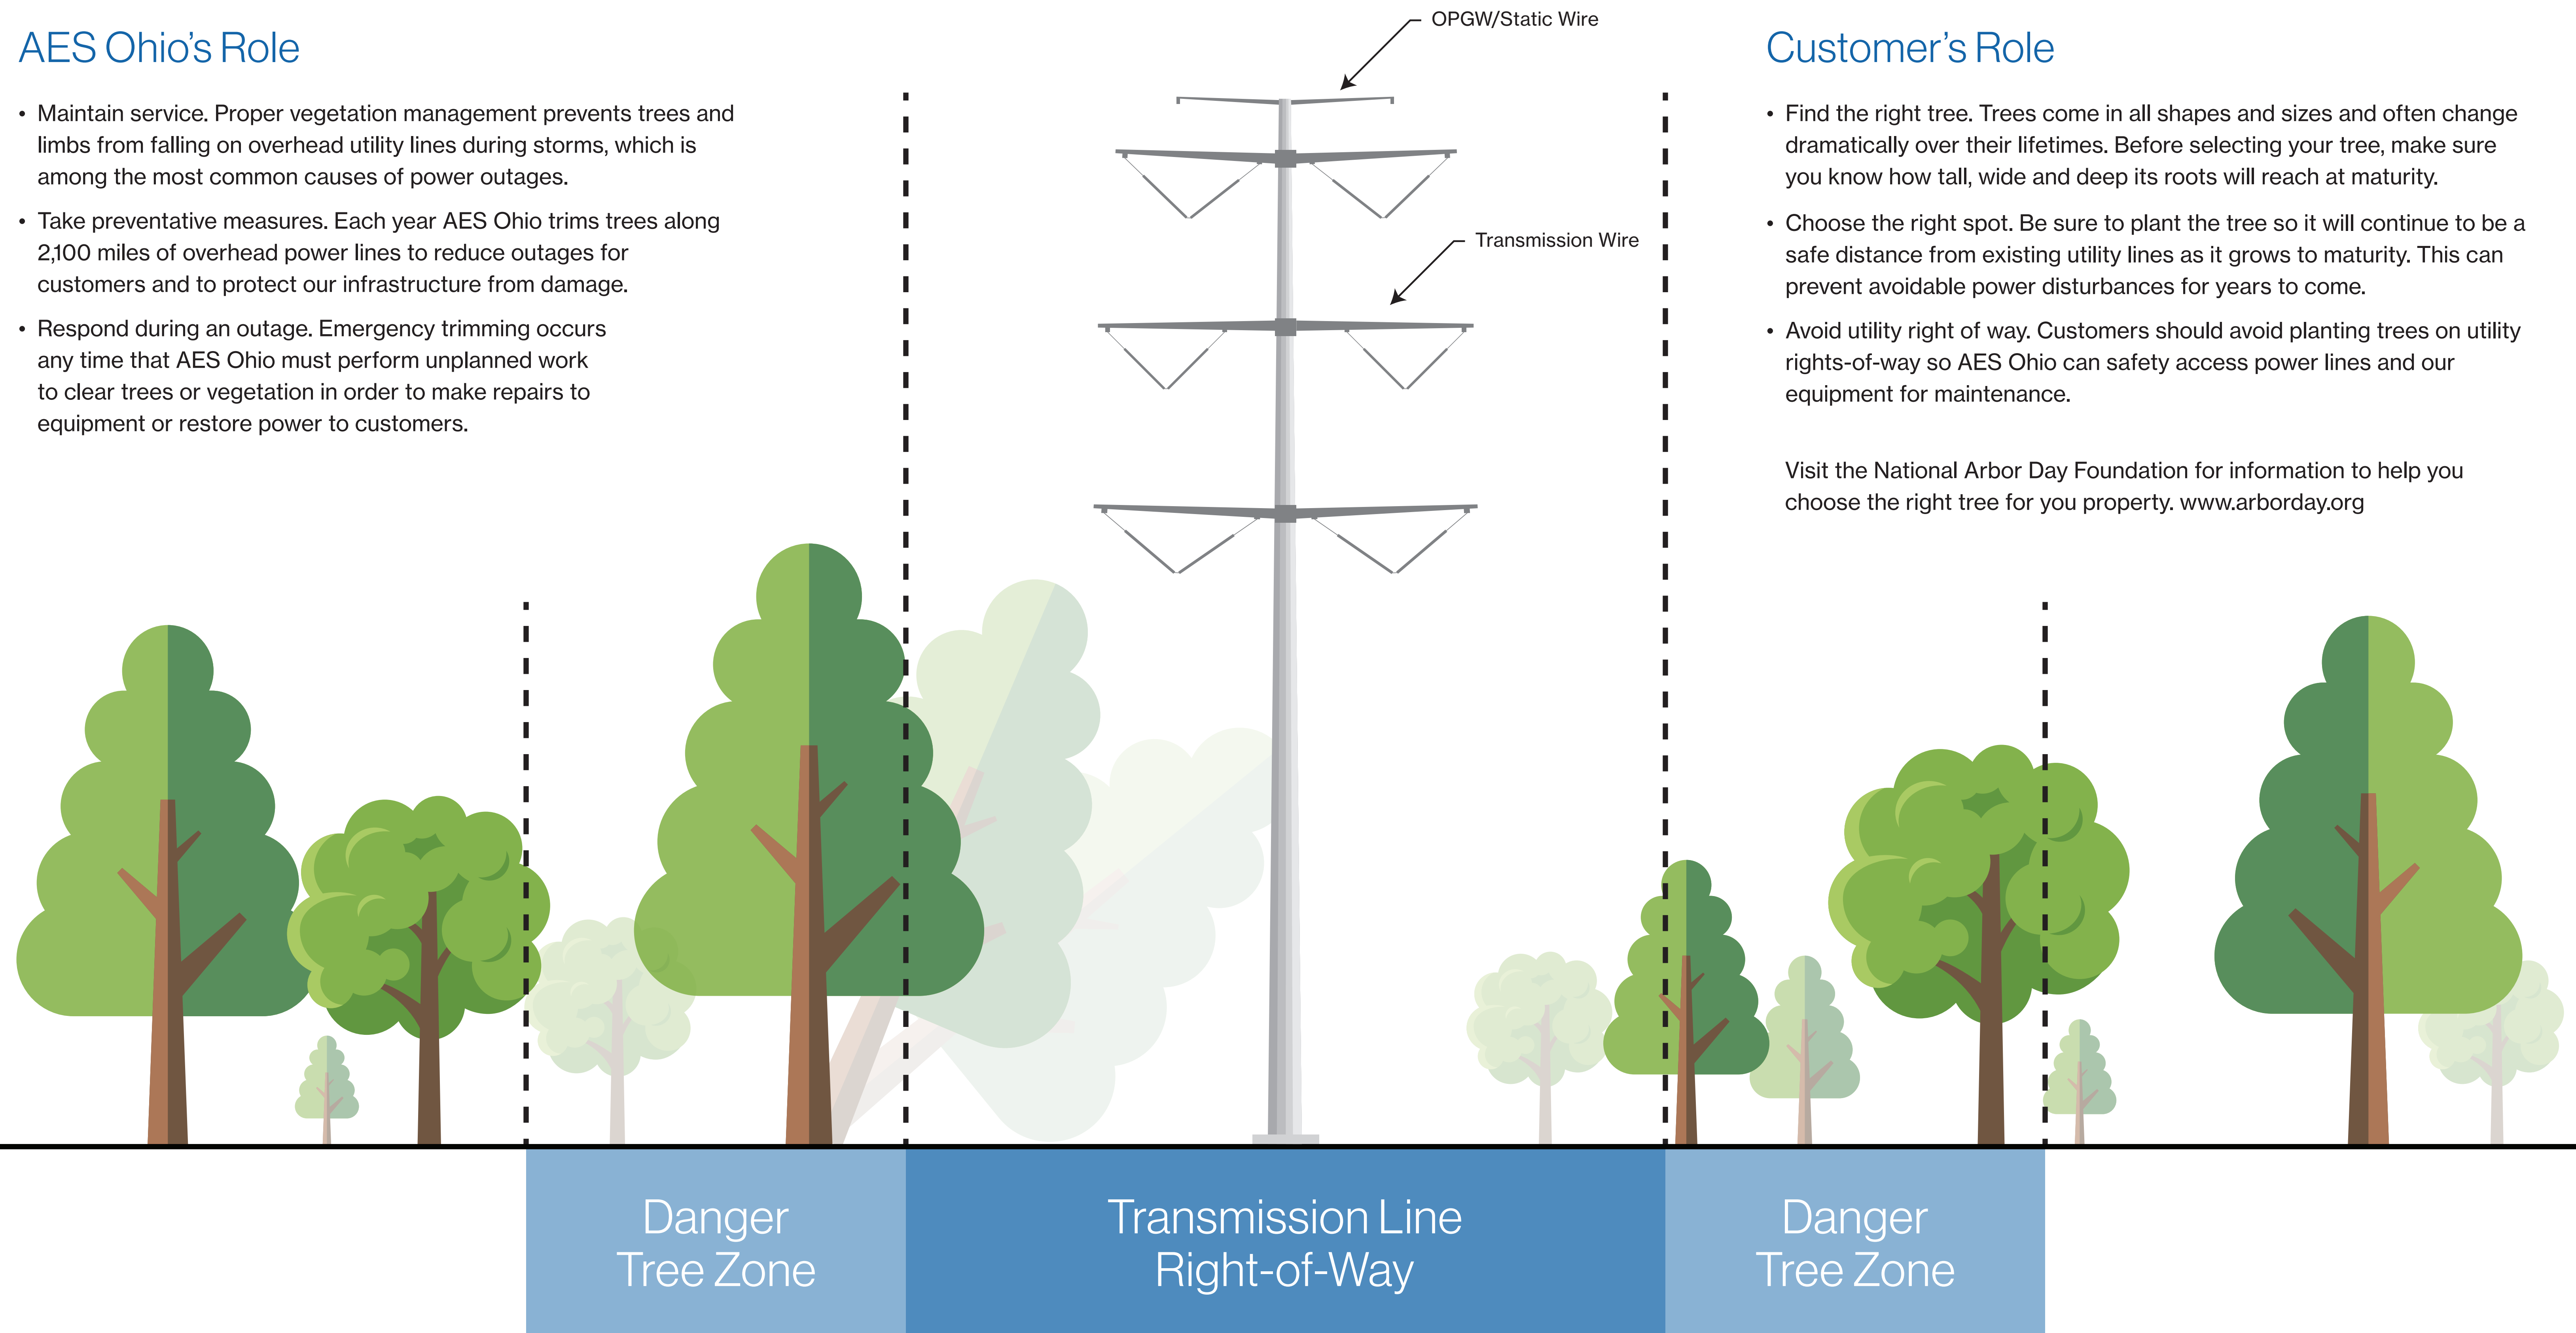 AES Ohio’s Role
• Maintain service. Proper vegetation management prevents trees and
limbs from falling on overhead utility lines during storms, which is
among the most common causes of power outages.
• Take preventative measures. Each year AES Ohio trims trees along
2,100 miles of overhead power lines to reduce outages for
customers and to protect our infrastructure from damage.
• Respond during an outage. Emergency trimming occurs
any time that AES Ohio must perform unplanned work
to clear trees or vegetation in order to make repairs to
equipment or restore power to customers.
OPGW/Static Wire
Transmission Wire
Customer’s Role
• Find the right tree. Trees come in all shapes and sizes and often change
dramatically over their lifetimes. Before selecting your tree, make sure
you know how tall, wide and deep its roots will reach at maturity.
• Choose the right spot. Be sure to plant the tree so it will continue to be a
safe distance from existing utility lines as it grows to maturity. This can
prevent avoidable power disturbances for years to come.
• Avoid utility right of way. Customers should avoid planting trees on utility
rights-of-way so AES Ohio can safety access power lines and our
equipment for maintenance.
Visit the National Arbor Day Foundation for information to help you
choose the right tree for you property. www.arborday.org
Danger
Tree Zone
Transmission Line
Right-of-Way
Danger
Tree Zone